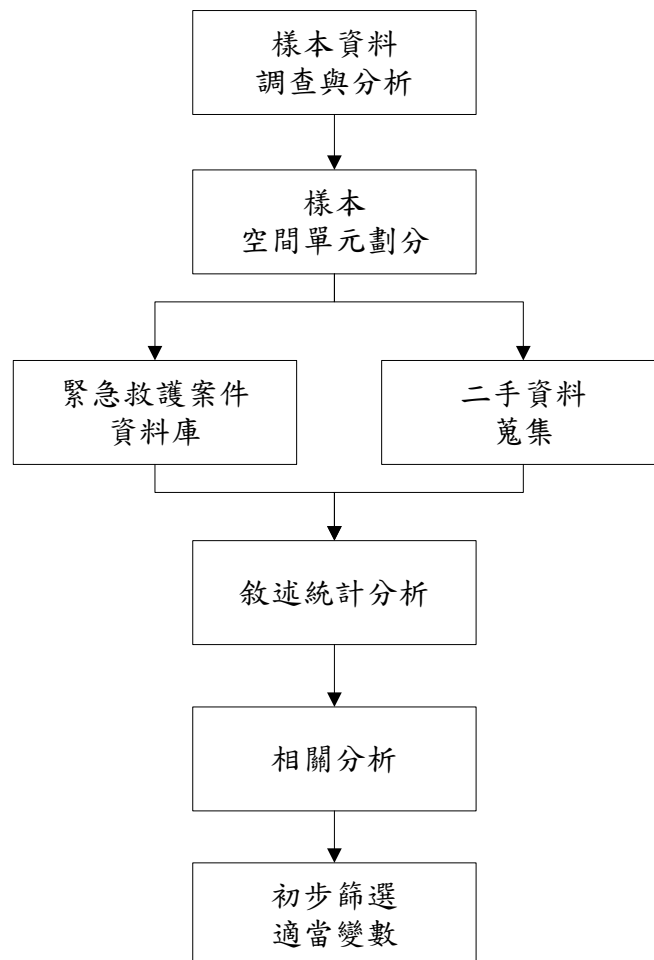 樣本資料
調查與分析
樣本
空間單元劃分
緊急救護案件
資料庫
二手資料
蒐集
敘述統計分析
相關分析
初步篩選
適當變數